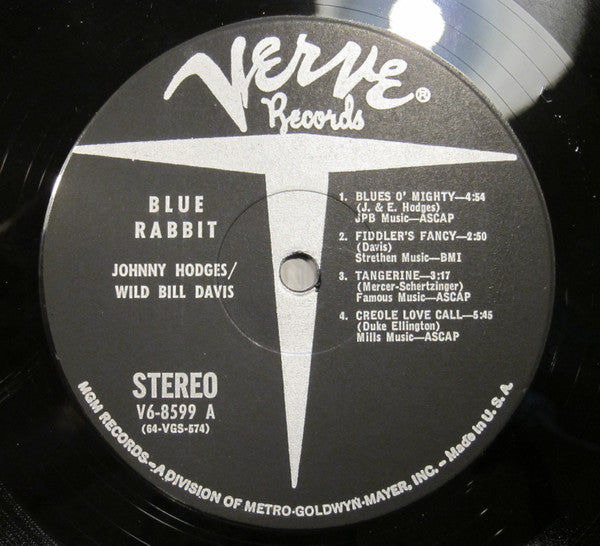 Verve®
Records
BLUE
RABBIT
JOHNNY HODGES/
WILD BILL DAVIS
STEREO
V6-8599 A
(64-VGS-574)
1. BLUES O' MIGHTY—4:54
(J. & E. Hodges)
JPB Music—ASCAP
2. FIDDLER'S FANCY—2:50
(Davis)
Strethen Music—BMI
3. TANGERINE—3:17
(Mercer-Schertzinger)
Famous Music—ASCAP
4. CREOLE LOVE CALL—5:45
(Duke Ellington)
Mills Music—ASCAP
MGM RECORDS—A DIVISION OF METRO-GOLDWYN-MAYER, INC. – Made in U. S. A.